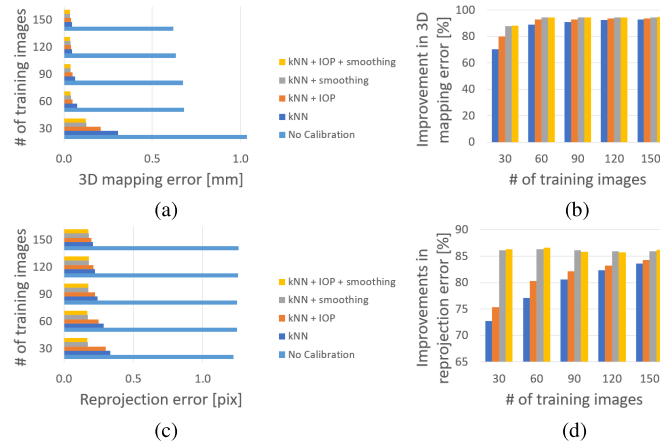 # of training images
150
120
90
60
30
0.0
0.5
1.0
3D mapping error [mm]
kNN + IOP + smoothing
kNN + smoothing
kNN + IOP
kNN
No Calibration
(a)
Improvement in 3D
mapping error [%]
100
80
60
40
20
0
30
60
90
120
150
# of training images
(b)
# of training images
150
120
90
60
30
0.0
1.0
Reprojection error [pix]
kNN + IOP + smoothing
kNN + smoothing
kNN + IOP
kNN
No Calibration
(c)
Improvements in
reprojection error [%]
90
85
80
75
70
65
30
60
90
120
150
# of training images
(d)